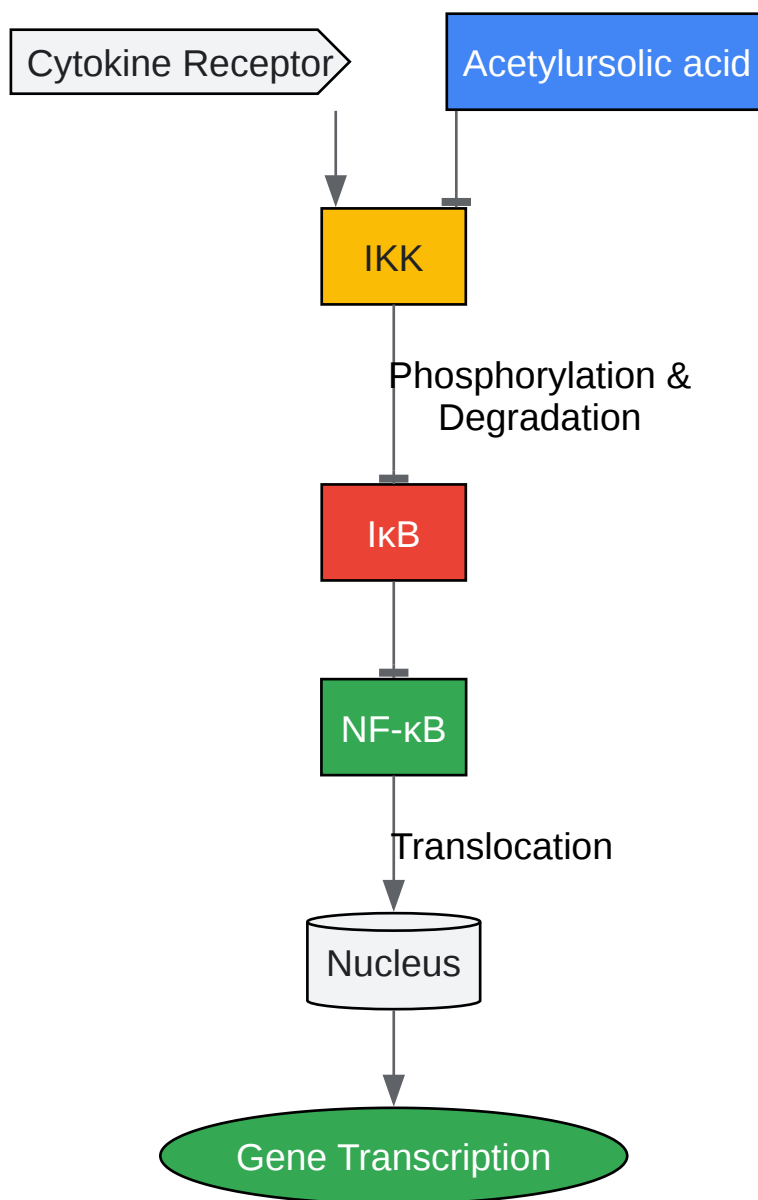 Cytokine Receptor
Acetylursolic acid
IKK
Phosphorylation &
Degradation
IκB
NF-κB
Translocation
Nucleus
Gene Transcription